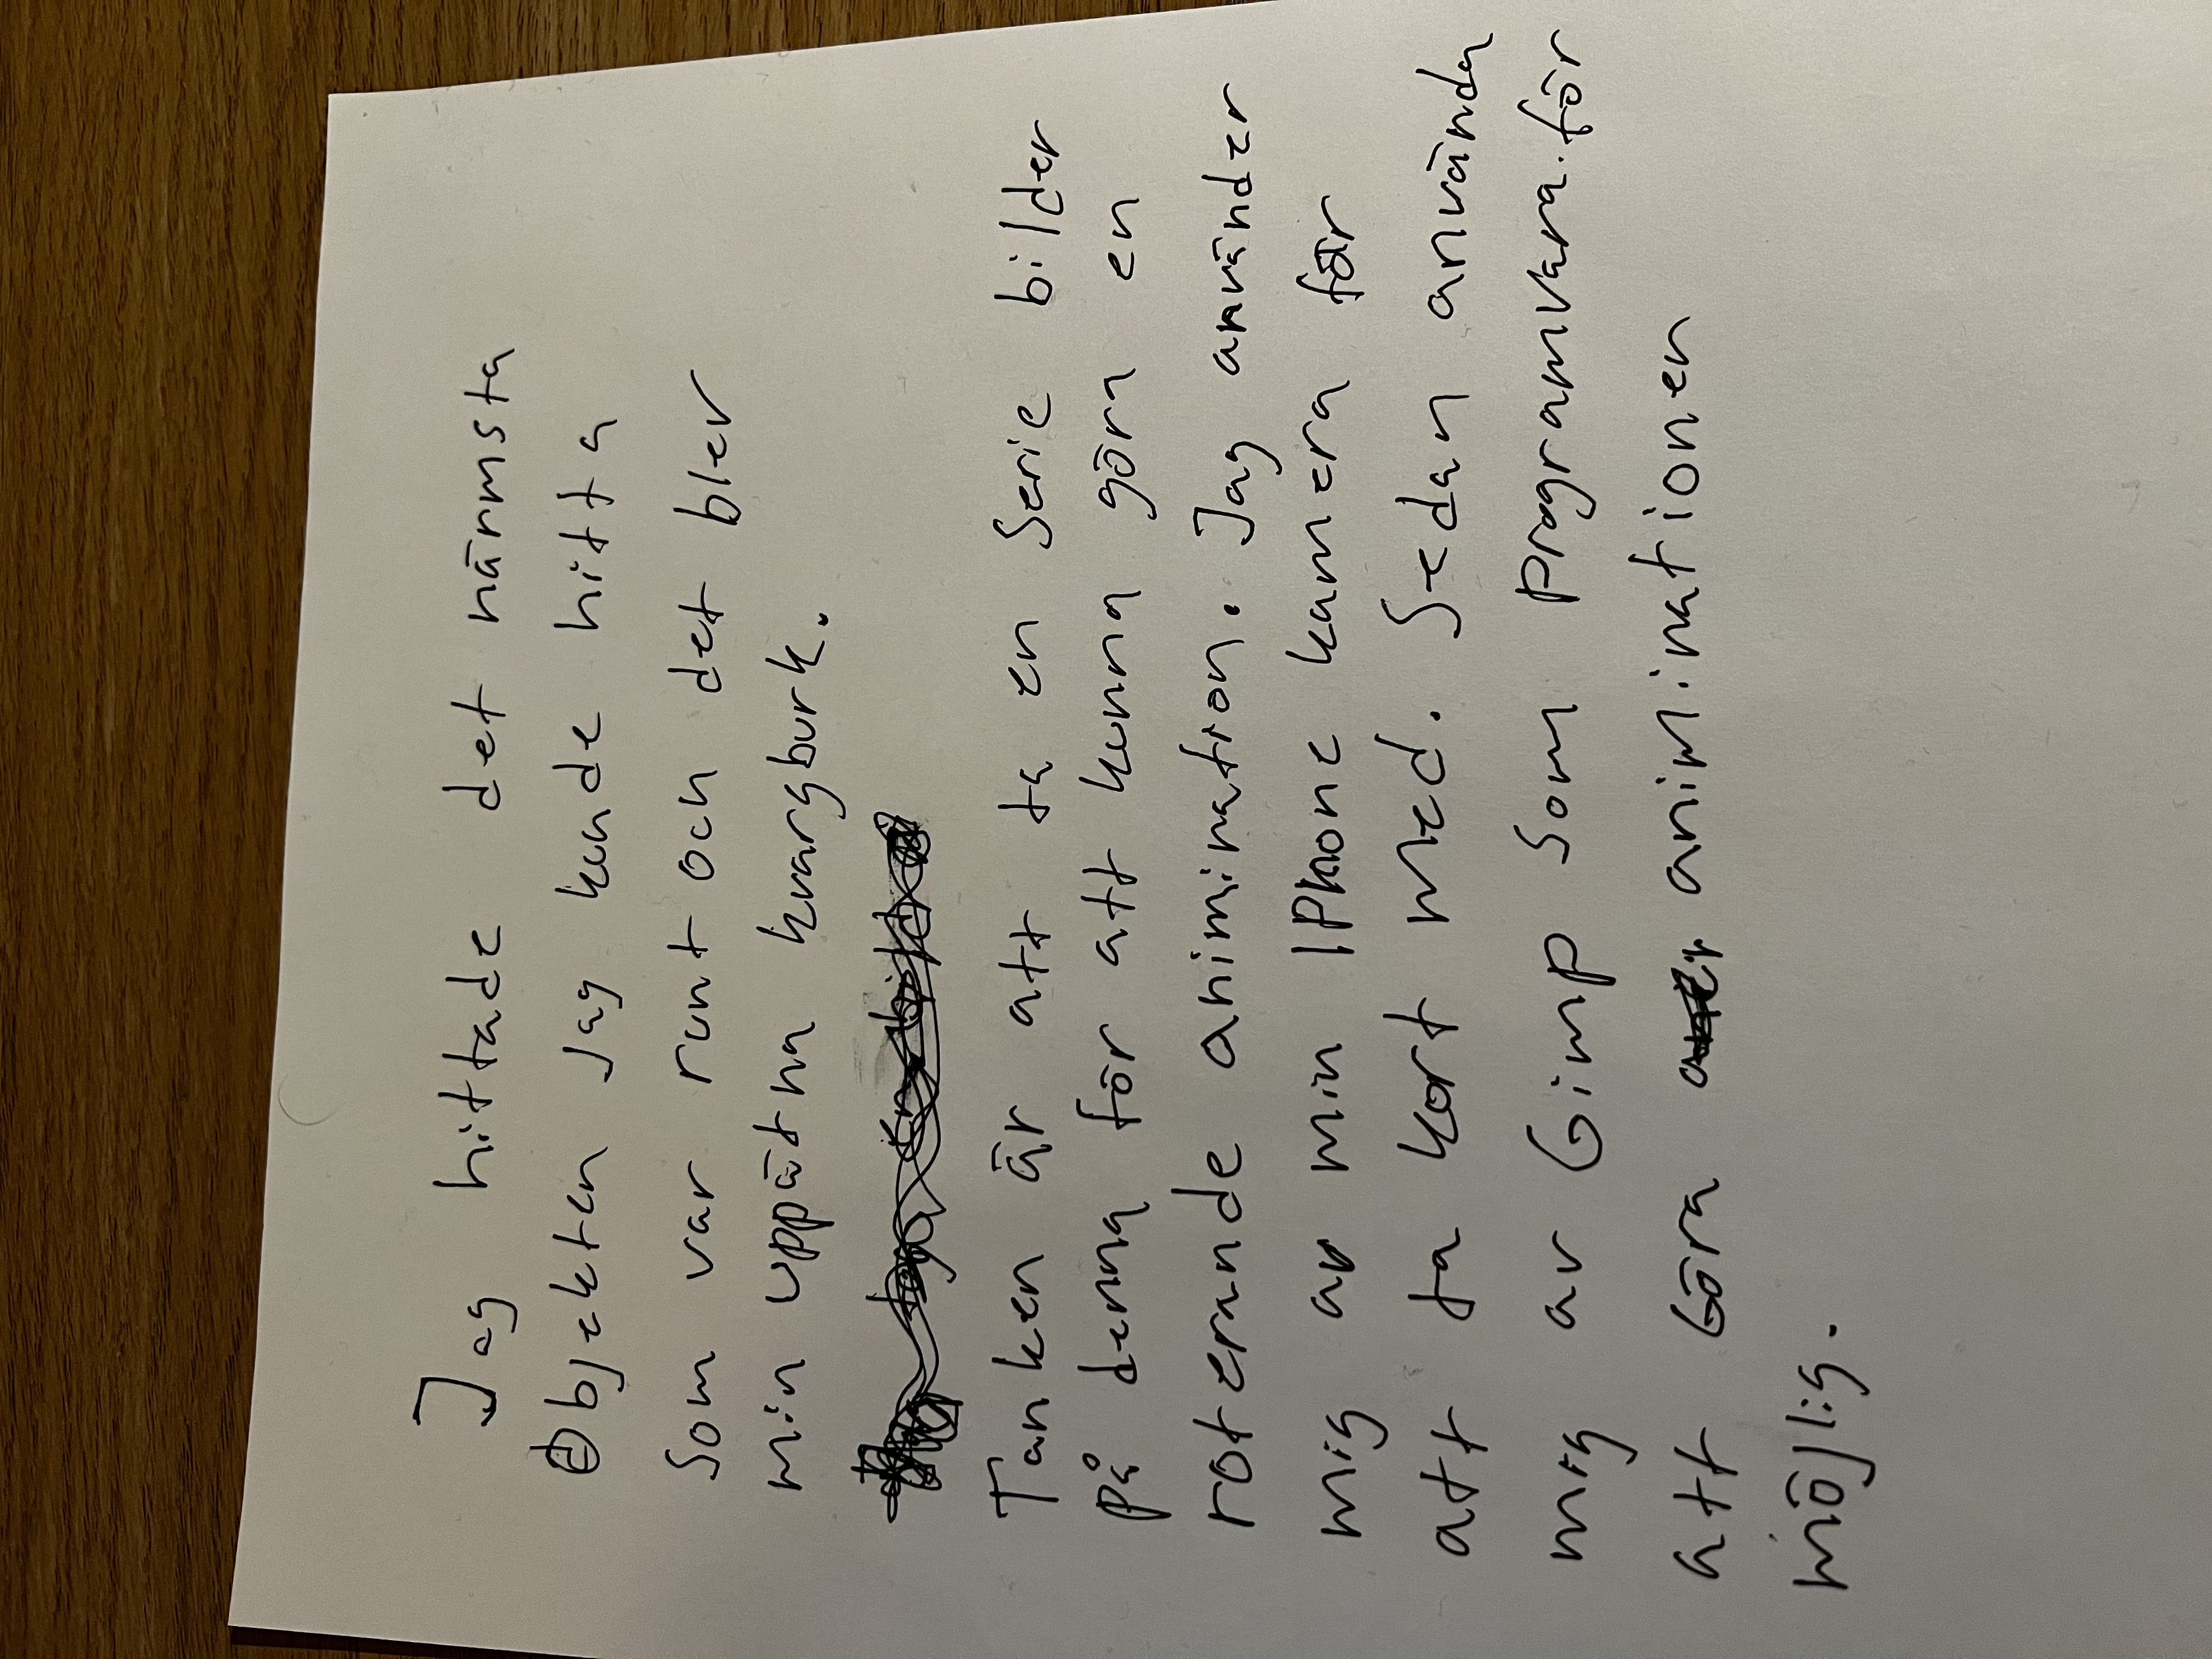 Jag hittade det närmsta
Objekten jag kunde hitta
Som var runt och det blev
min uppätna kvargburk.
Tanken är att ta en serie bilder
på denna för att kunna göra en
roterande animination. Jag använder
mig av min IPhone kamera för
att ta kort med. Sedan använda
mig av Gimp som programvara för
att Göra animinationen
möjlig.